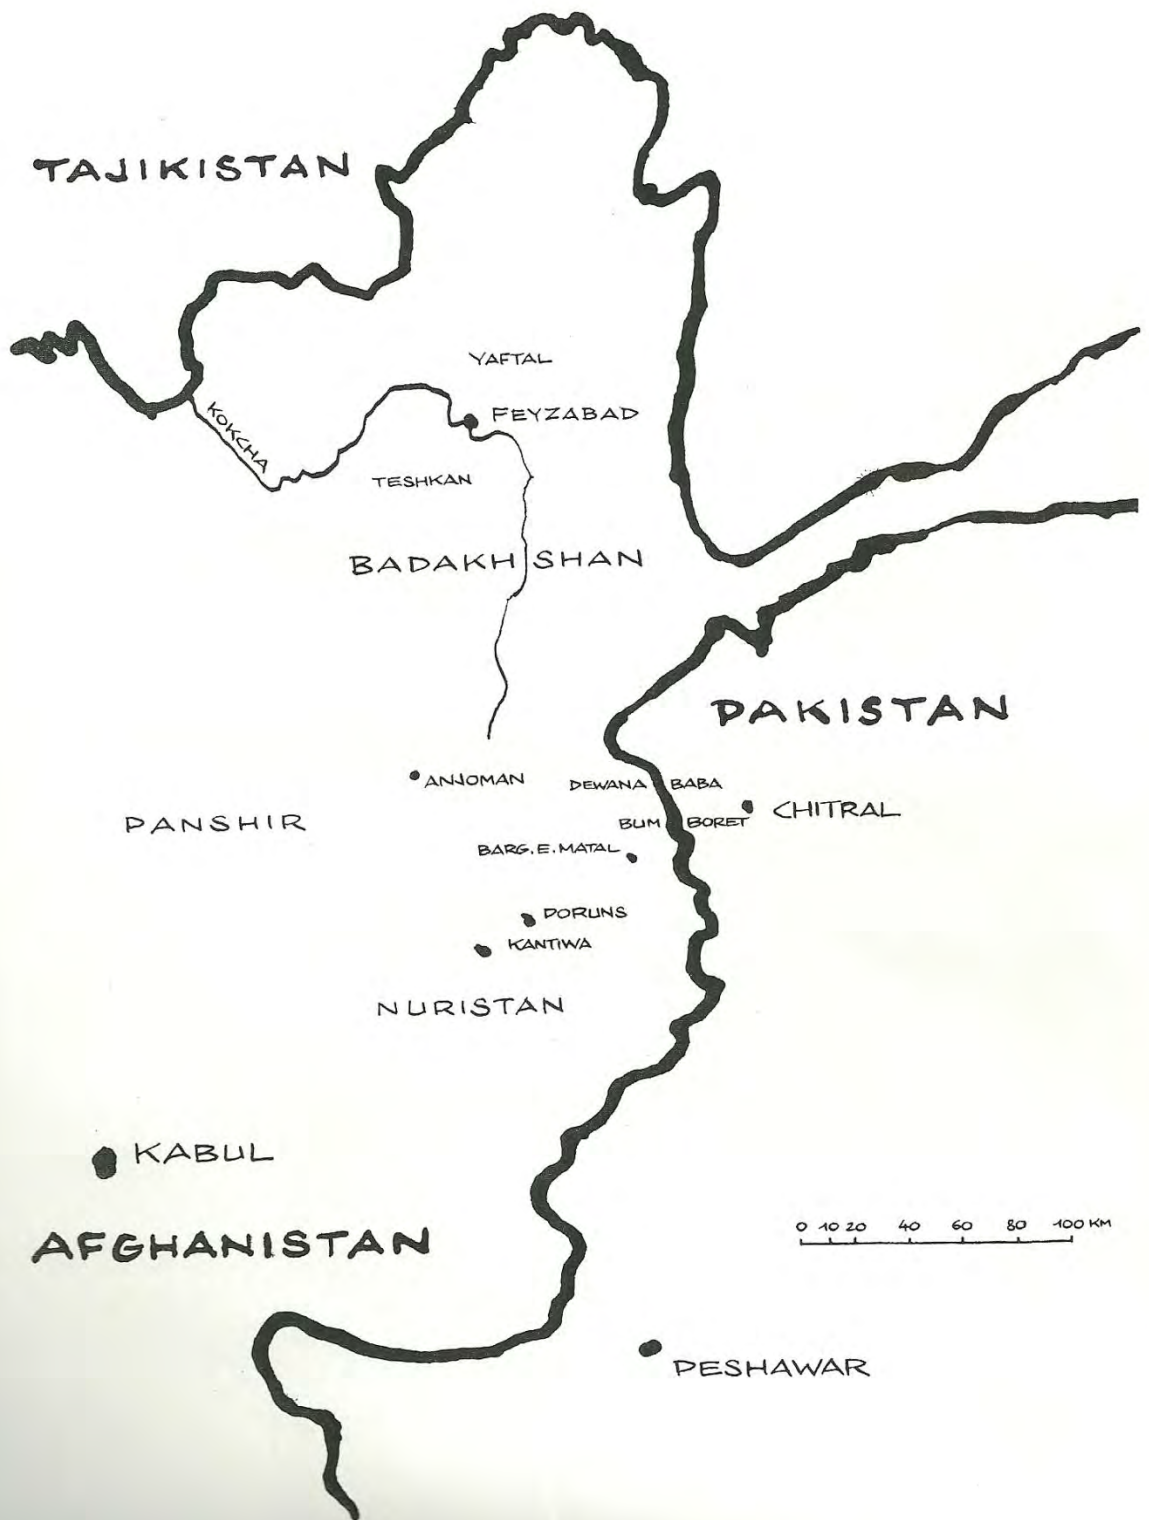 TAJIKISTAN
YAFTAL
FEYZABAD
KOKCHA
TESHKAN
BADAKHSHAN
PAKISTAN
ANJOMAN
DEWANA BABA
CHITRAL
PANSHIR
BUM BORET
BARG.E.MATAL
DORUNS
KANTIWA
NURISTAN
KABUL
AFGHANISTAN
0 10 20 40 60 80 100 KM
PESHAWAR